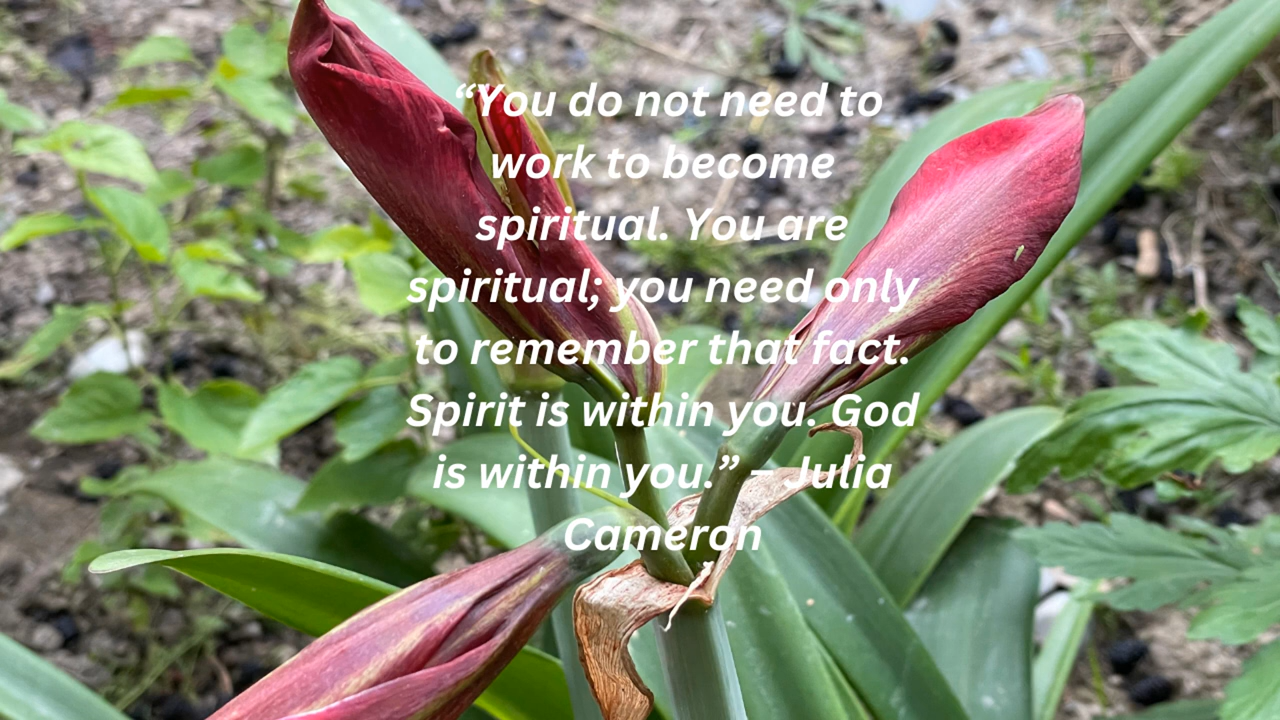 “You do not need to
work to become
spiritual. You are
spiritual; you need only
to remember that fact.
Spirit is within you. God
is within you.” – Julia
Cameron